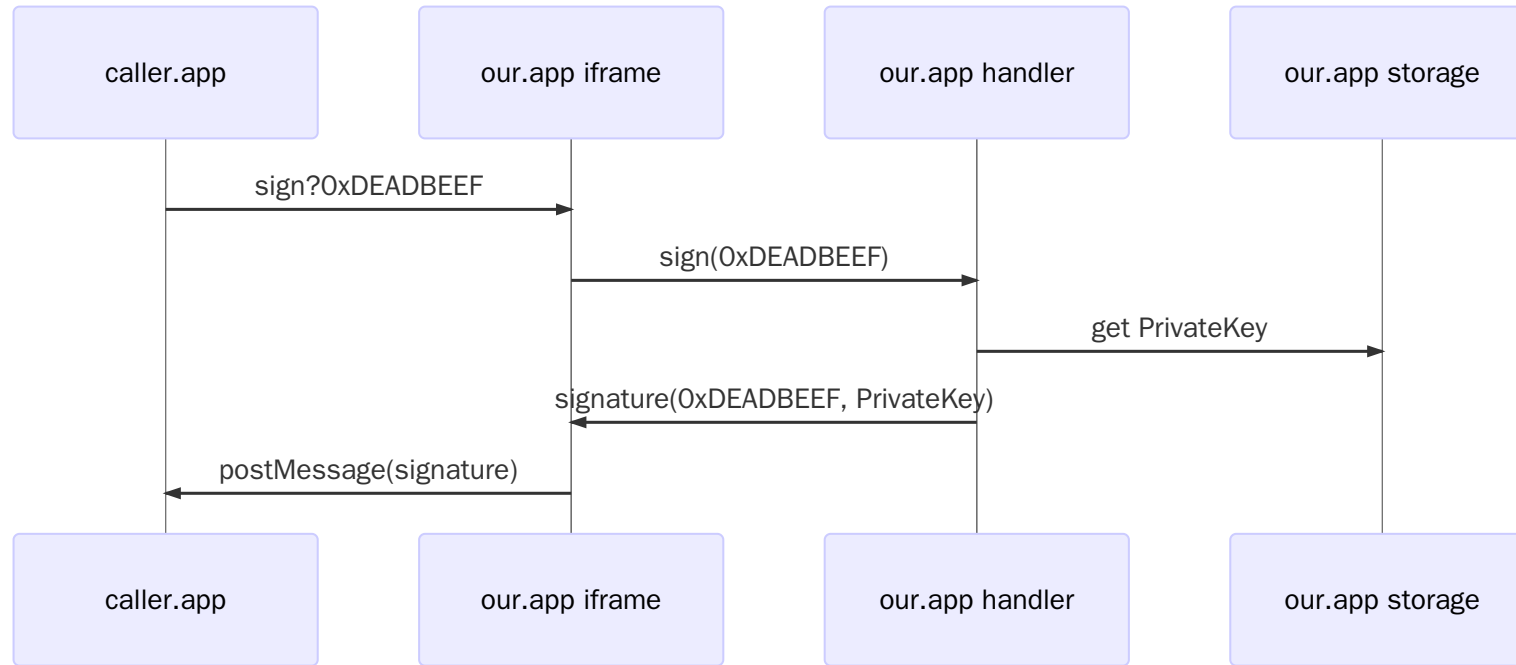 caller.app
our.app iframe
our.app handler
our.app storage
sign?0xDEADBEEF
sign(0xDEADBEEF)
get PrivateKey
signature(0xDEADBEEF, PrivateKey)
postMessage(signature)
caller.app
our.app iframe
our.app handler
our.app storage